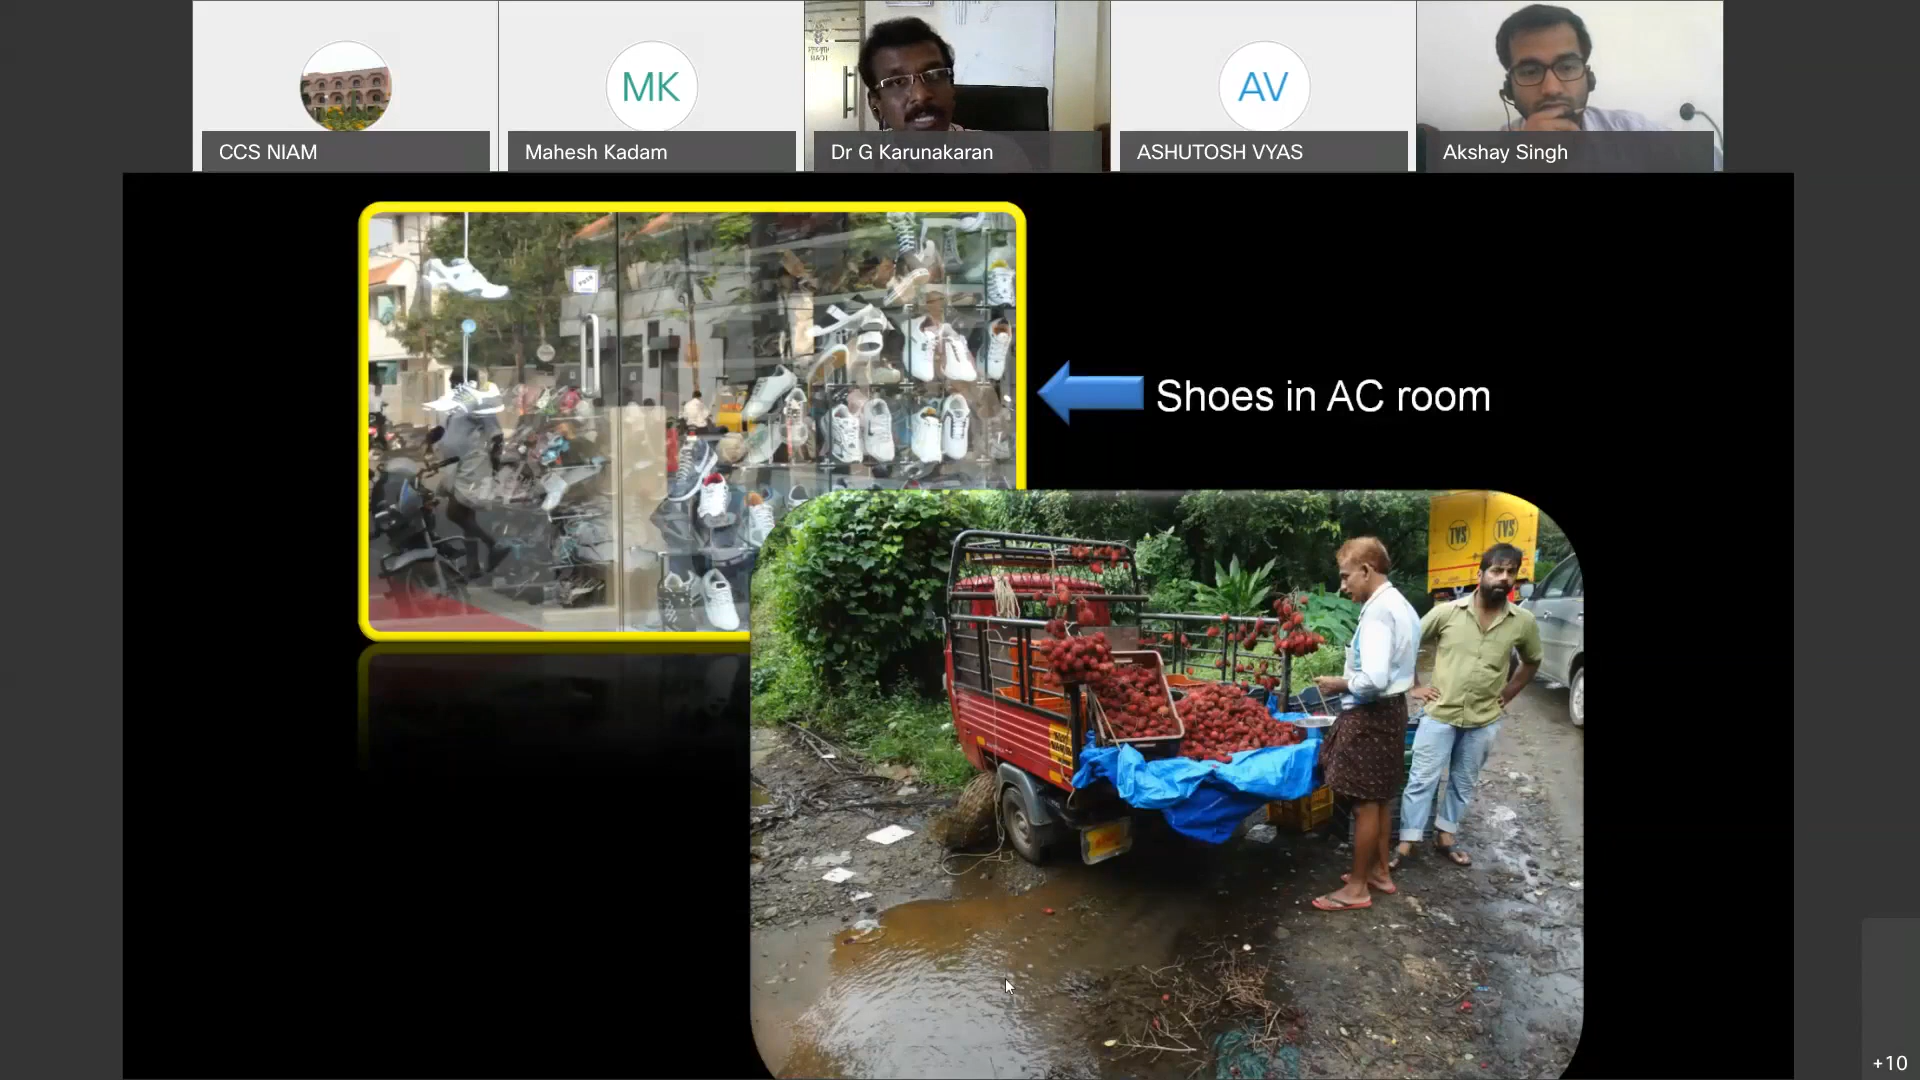 CCS NIAM
MK
Mahesh Kadam
Dr G Karunakaran
AV
ASHUTOSH VYAS
Akshay Singh
Shoes in AC room
TVS
TVS
+10